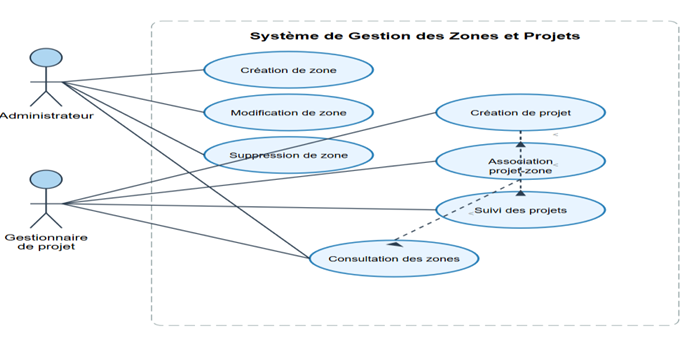 Système de Gestion des Zones et Projets
Création de zone
Administrateur
Modification de zone
Création de projet
<
Suppression de zone
Association
projet-zone
<
Gestionnaire
de projet
Suivi des projets
<
Consultation des zones